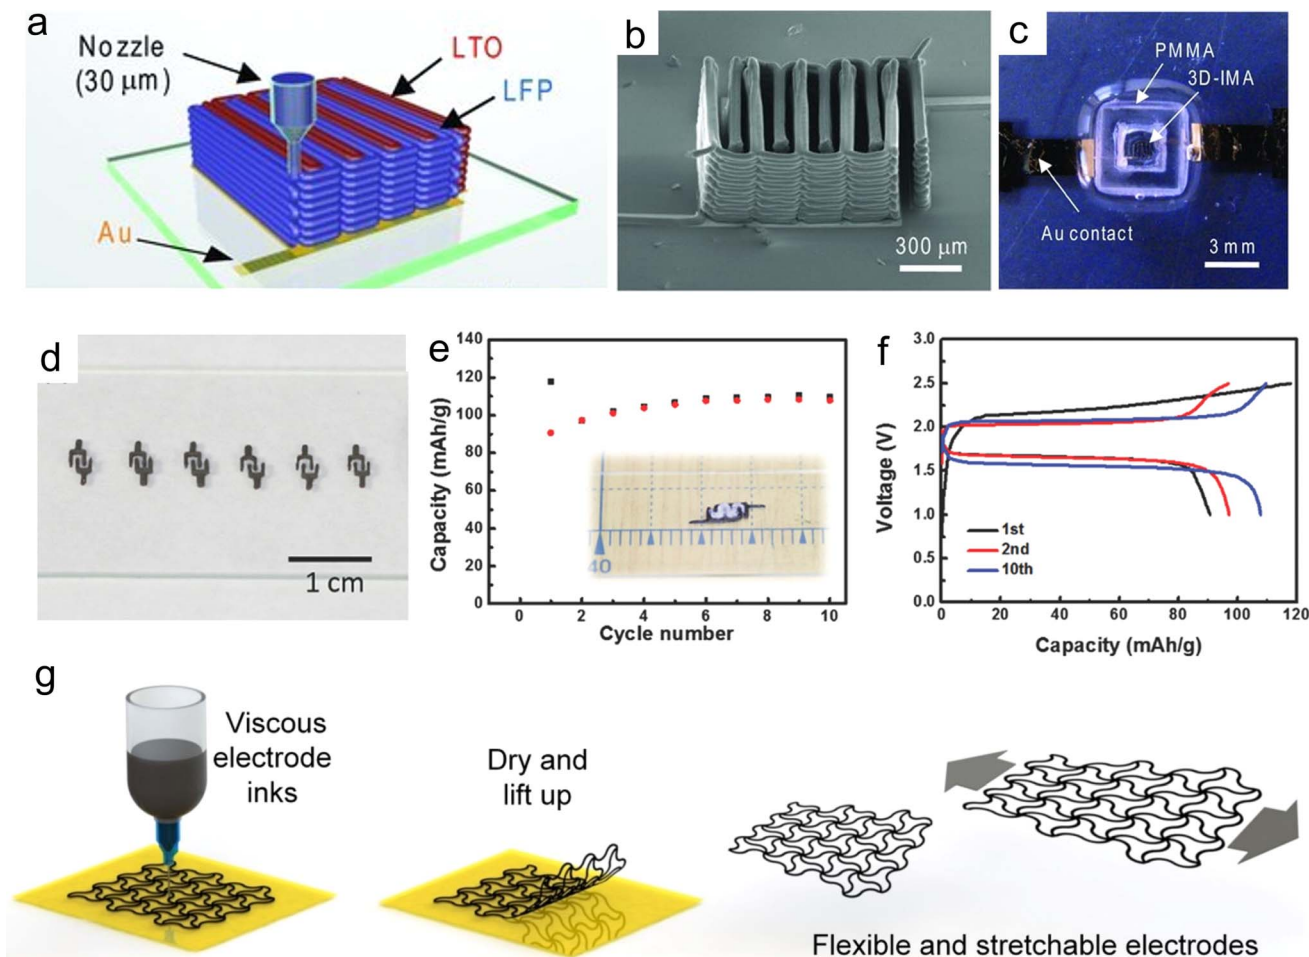 a
Nozzle
(30 μm)
LTO
LFP
Au
b
300 μm
c
PMMA
3D-IMA
Au contact
3 mm
d
1 cm
e
140
120
100
80
60
40
20
0
Capacity (mAh/g)
0 2 4 6 8 10
Cycle number
40
f
3.0
2.5
2.0
1.5
1.0
0.5
0.0
Voltage (V)
1st
2nd
10th
0 20 40 60 80 100 120
Capacity (mAh/g)
g
Viscous
electrode
inks
Dry and
lift up
Flexible and stretchable electrodes